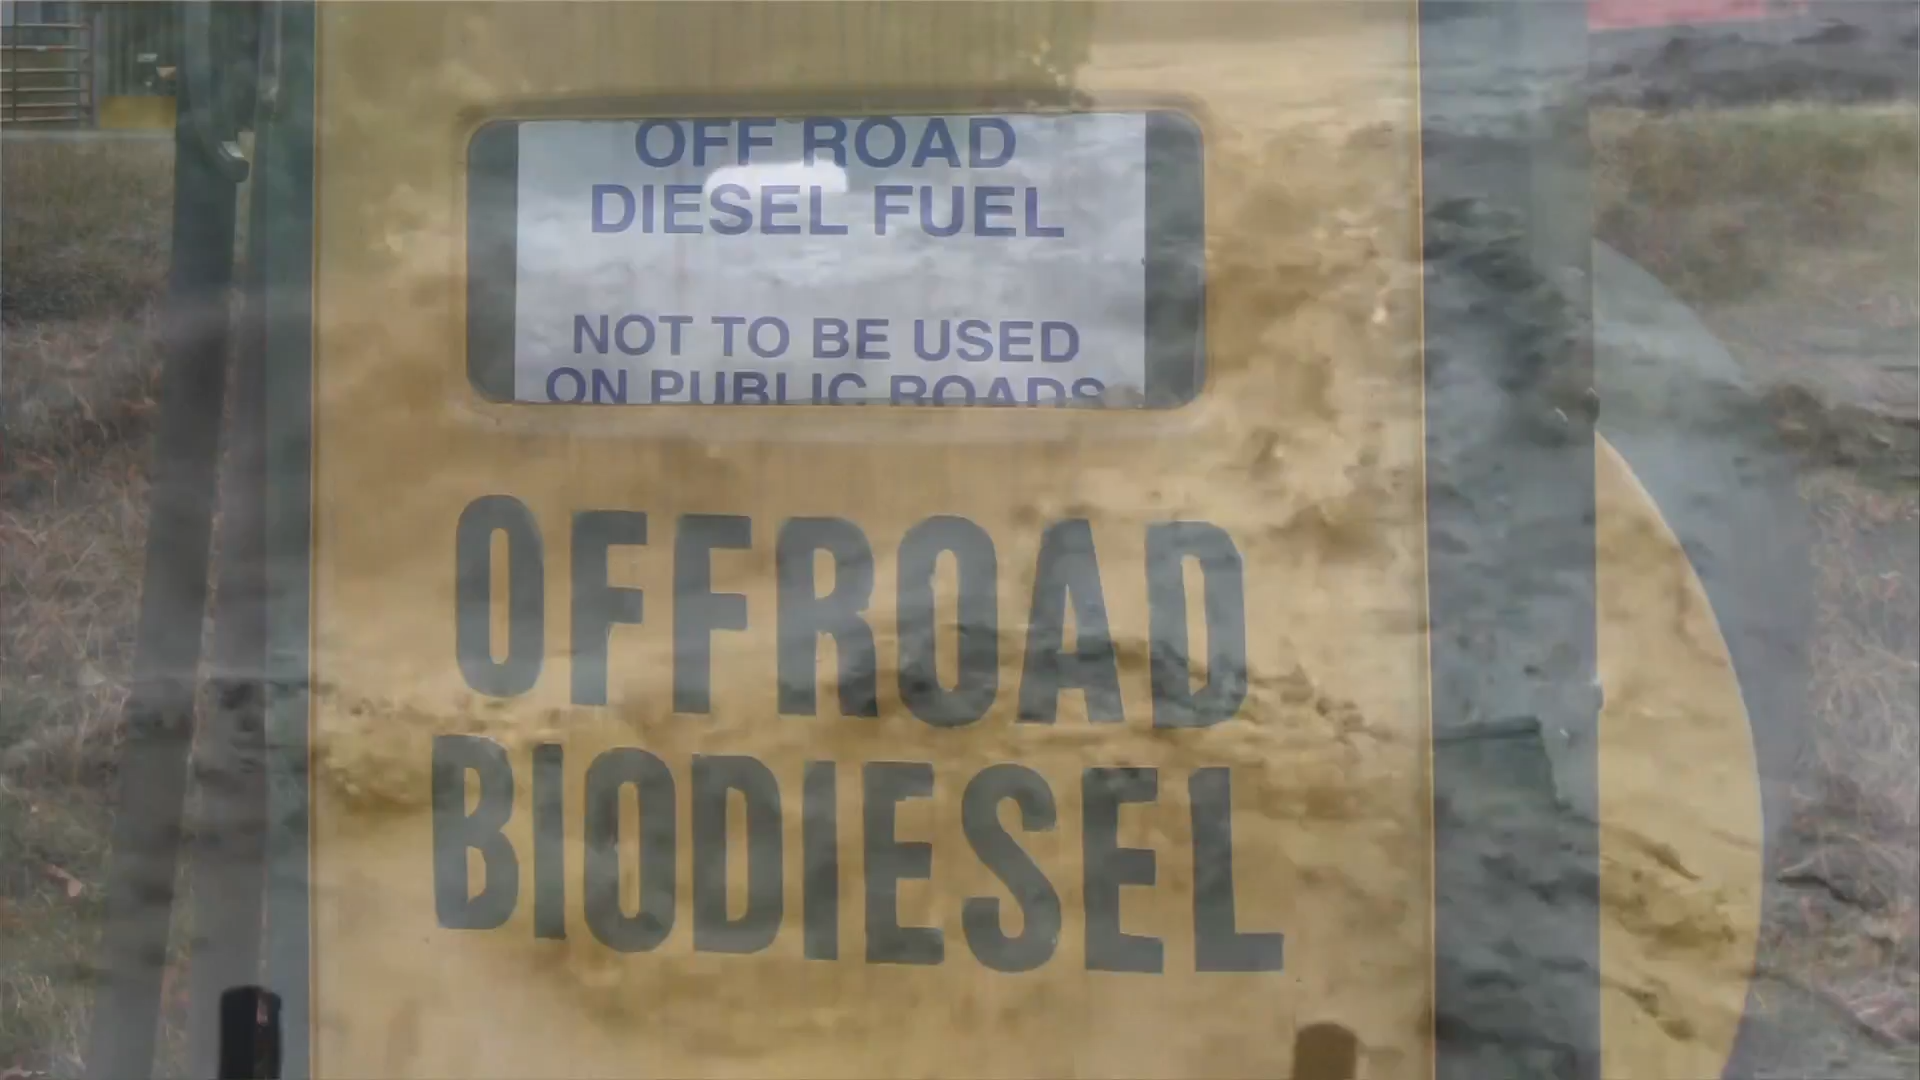 OFF ROAD
DIESEL FUEL
NOT TO BE USED
ON PUBLIC ROADS
OFFROAD
BIODIESEL